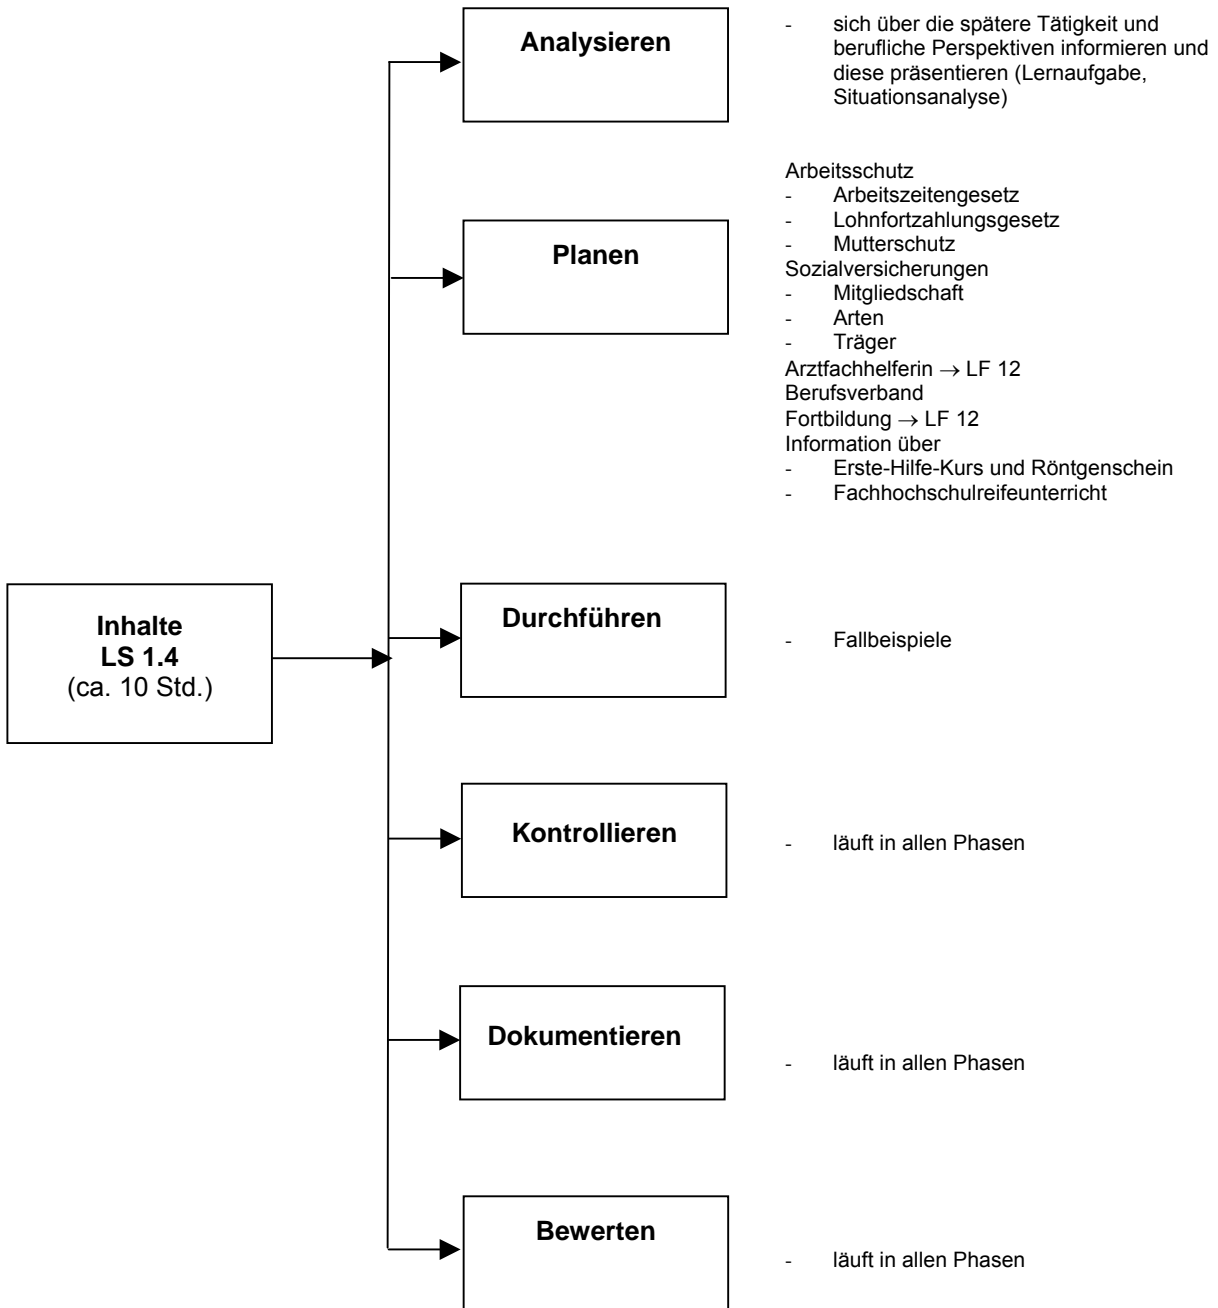 Analysieren
- sich über die spätere Tätigkeit und
berufliche Perspektiven informieren und
diese präsentieren (Lernaufgabe,
Situationsanalyse)
Planen
Arbeitsschutz
- Arbeitszeitengesetz
- Lohnfortzahlungsgesetz
- Mutterschutz
Sozialversicherungen
- Mitgliedschaft
- Arten
- Träger
Arztfachhelferin → LF 12
Berufsverband
Fortbildung → LF 12
Information über
- Erste-Hilfe-Kurs und Röntgenschein
- Fachhochschulreifeunterricht
Inhalte
LS 1.4
(ca. 10 Std.)
Durchführen
- Fallbeispiele
Kontrollieren
- läuft in allen Phasen
Dokumentieren
- läuft in allen Phasen
Bewerten
- läuft in allen Phasen